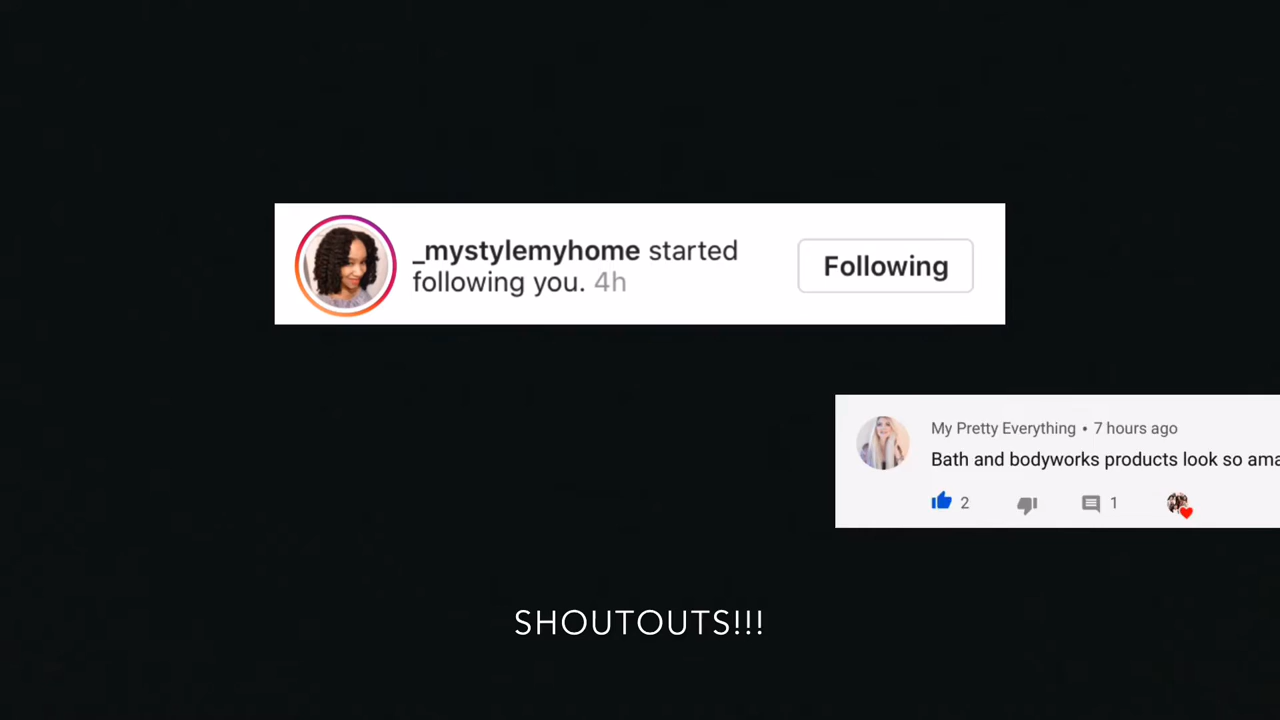 _mystylemyhome started
following you. 4h
Following
My Pretty Everything • 7 hours ago
Bath and bodyworks products look so
2
1
SHOUTOUTS!!!